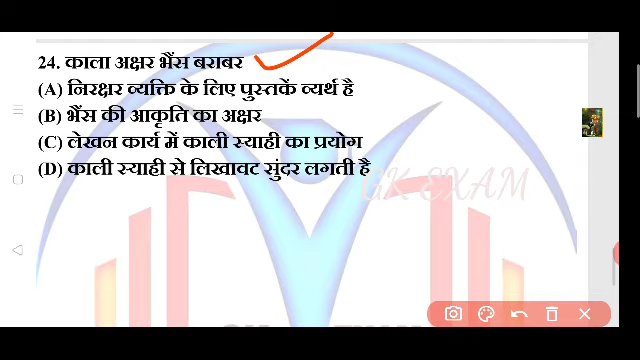 24. काला अक्षर भैंस बराबर
(A) निरक्षर व्यक्ति के लिए पुस्तकें व्यर्थ है
(B) भैंस की आकृति का अक्षर
(C) लेखन कार्य में काली स्याही का प्रयोग
(D) काली स्याही से लिखावट सुंदर लगती है
GK EXAM